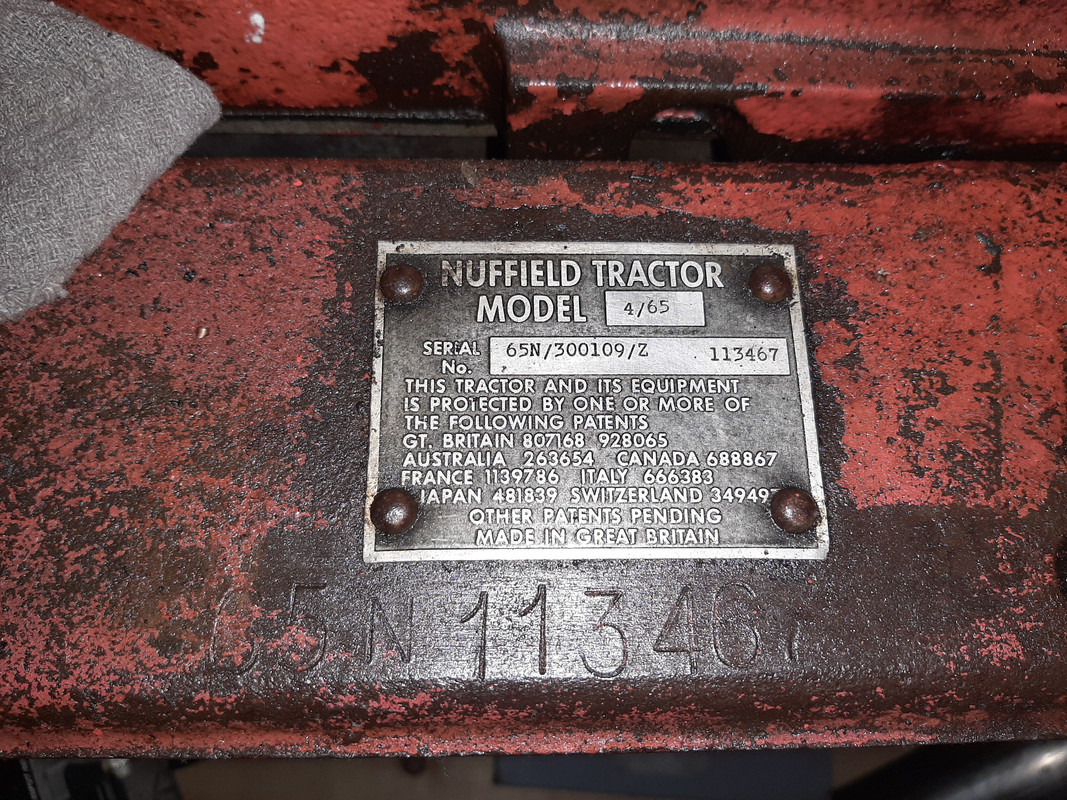 NUFFIELD TRACTOR
MODEL 4/65
SERIAL No. 65N/300109/Z 113467
THIS TRACTOR AND ITS EQUIPMENT
IS PROTECTED BY ONE OR MORE OF
THE FOLLOWING PATENTS
GT. BRITAIN 807168 928065
AUSTRALIA 263654 CANADA 688867
FRANCE 1139786 ITALY 666383
JAPAN 481839 SWITZERLAND
OTHER PATENTS PENDING
MADE IN GREAT BRITAIN
65N113467